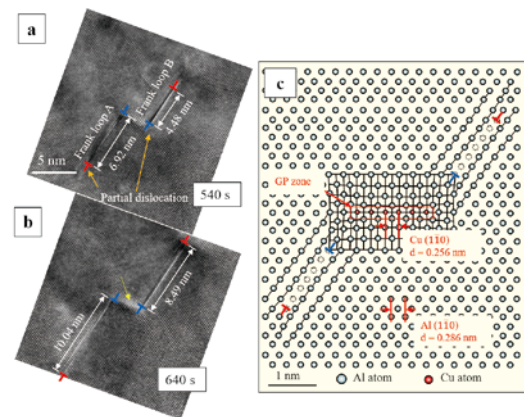 a
Frank loop A
Frank loop B
6.92 nm
4.48 nm
5 nm
Partial dislocation
540 s
b
10.64 nm
8.49 nm
640 s
c
GP zone
Cu (110)
d = 0.256 nm
Al (110)
d = 0.286 nm
1 nm
Al atom
Cu atom